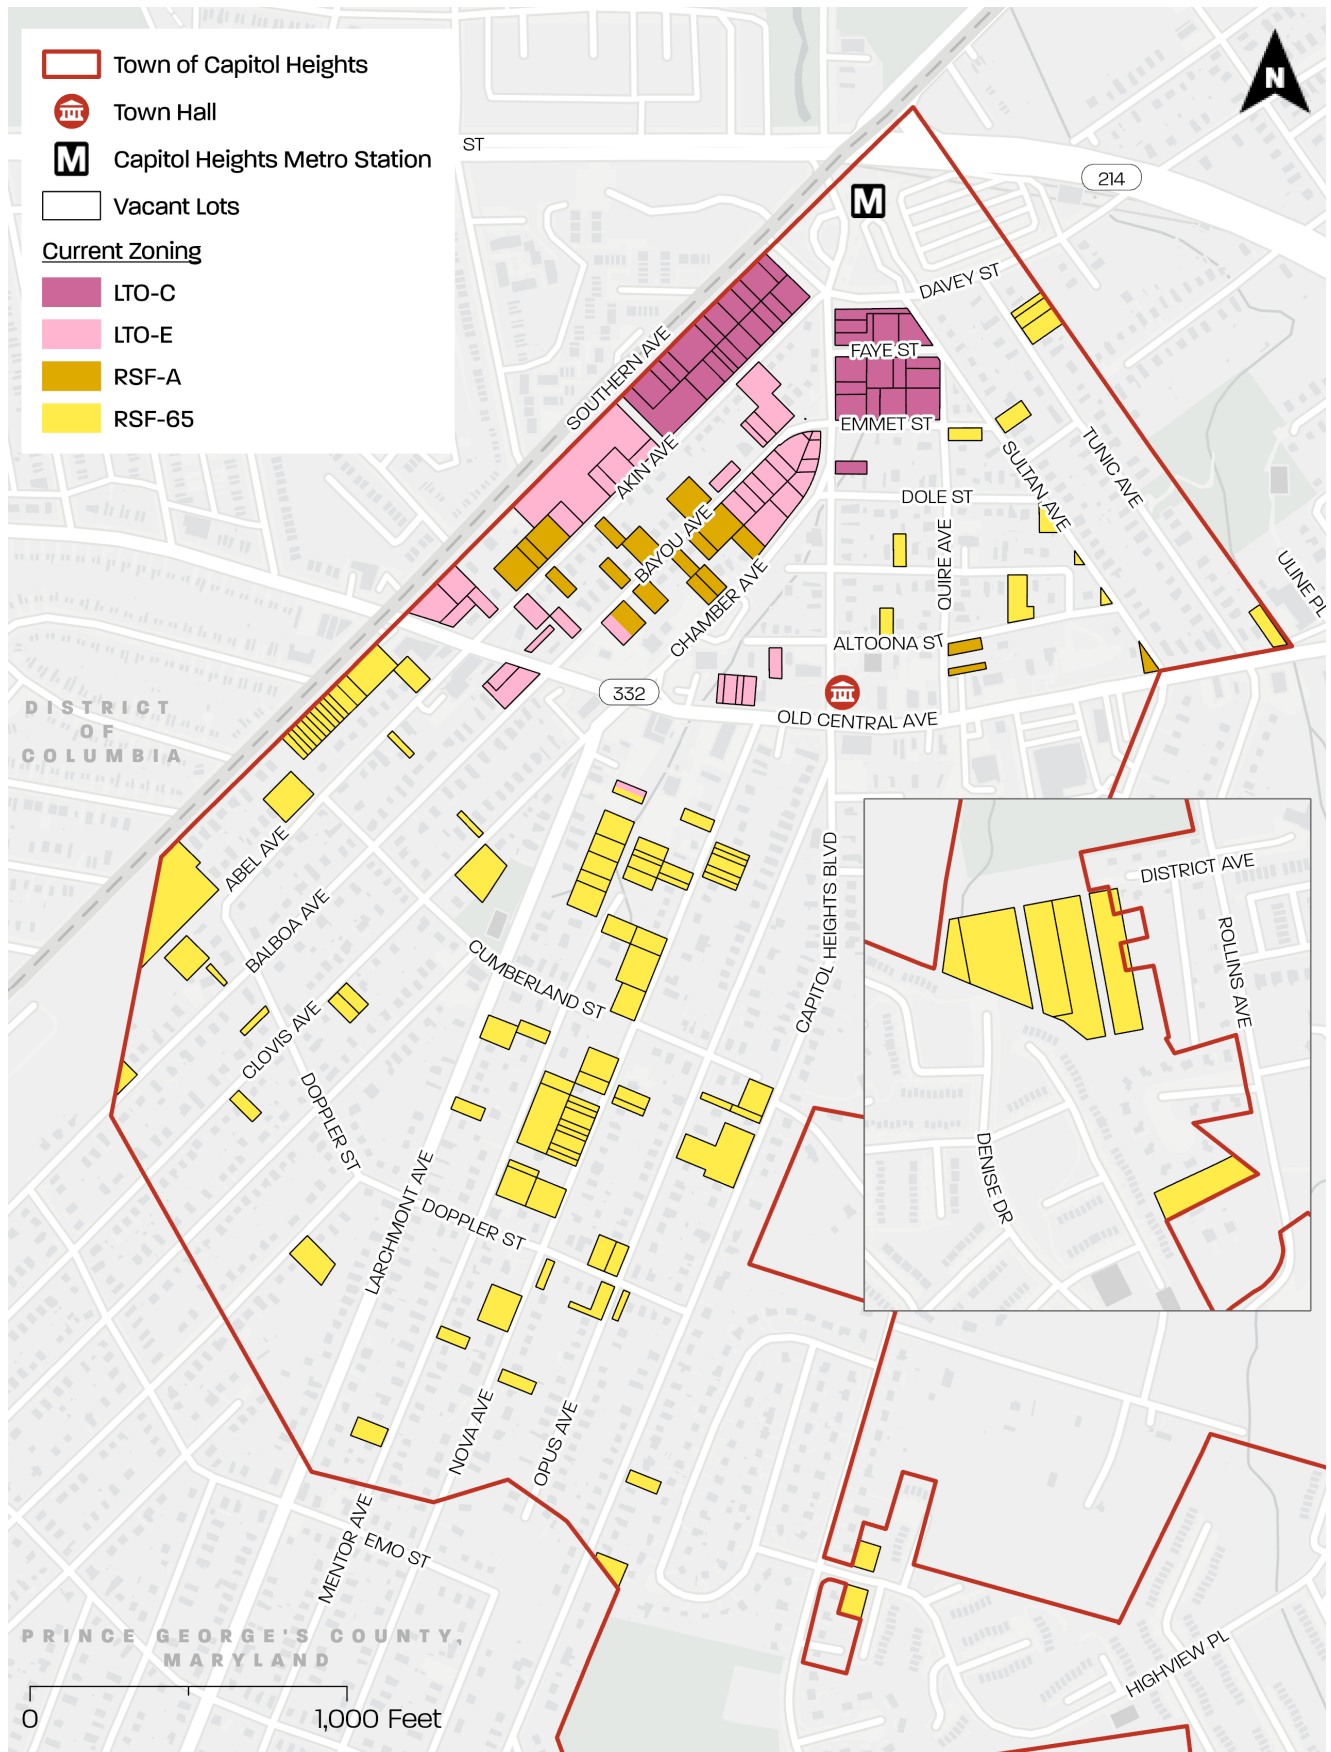 Town of Capitol Heights
Town Hall
M Capitol Heights Metro Station
Vacant Lots
Current Zoning
LTO-C
LTO-E
RSF-A
RSF-65
N
ST
214
M
DAVEY ST
SOUTHERN AVE
FAYE ST
EMMET ST
AKIN AVE
SULTAN AVE
TUNIC AVE
DOLE ST
BAYOU AVE
QUIRE AVE
ULINE PL
CHAMBER AVE
ALTOONA ST
332
OLD CENTRAL AVE
DISTRICT
OF
COLUMBIA
ABEL AVE
BALBOA AVE
CAPITOL HEIGHTS BLVD
DISTRICT AVE
ROLLINS AVE
CUMBERLAND ST
CLOVIS AVE
DOPPLER ST
LARCHMONT AVE
DOPPLER ST
DENISE DR
NOVA AVE
OPUS AVE
MENTOR AVE
EMO ST
PRINCE GEORGE'S COUNTY,
MARYLAND
HIGHVIEW PL
0 1,000 Feet